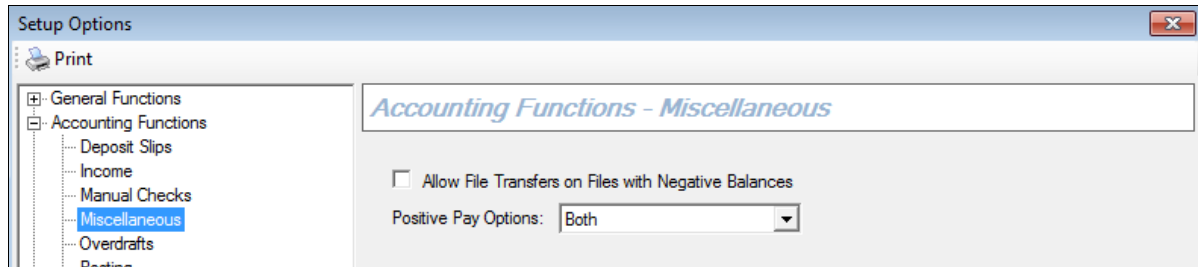 Setup Options
Print
General Functions
Accounting Functions
Deposit Slips
Income
Manual Checks
Miscellaneous
Overdrafts
Accounting Functions - Miscellaneous
Allow File Transfers on Files with Negative Balances
Positive Pay Options: Both